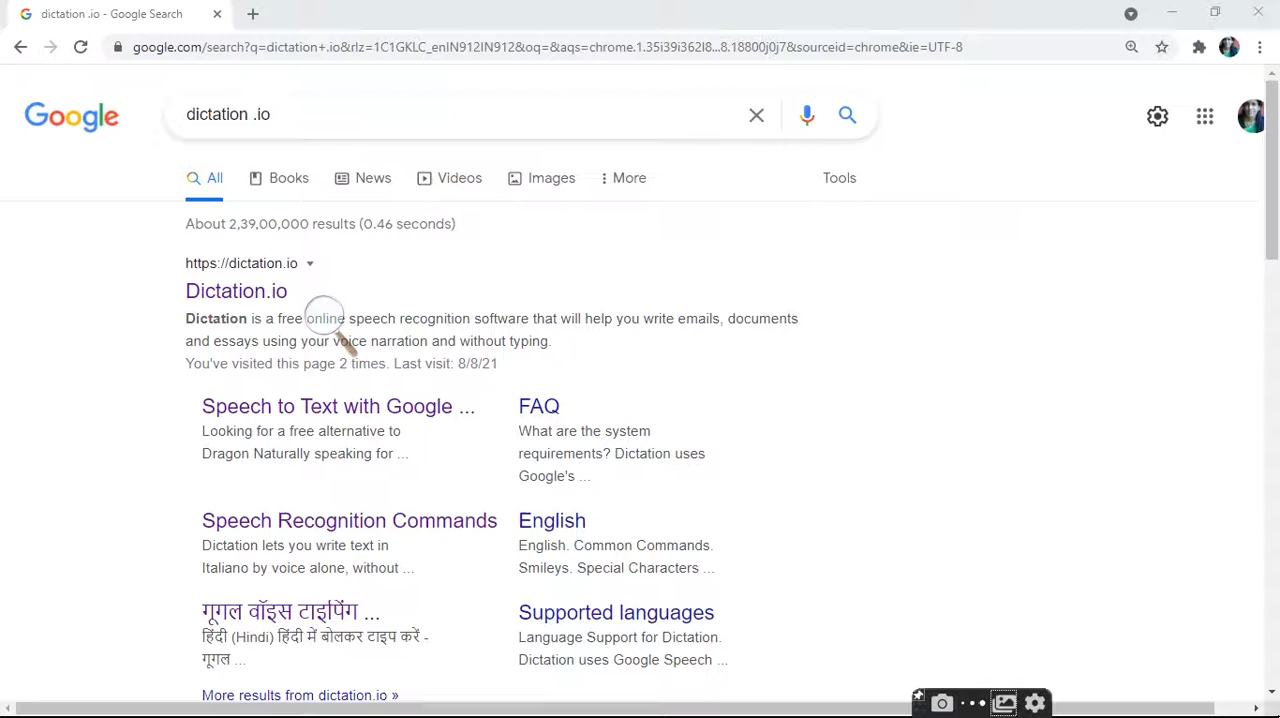 dictation .io - Google Search
google.com/search?q=dictation+.io&rlz=1C1GKLC_enIN912IN912&oq=&aqs=chrome.1.35i39i362l8...8.18800j0j7&sourceid=chrome&ie=UTF-8
Google
dictation .io
All Books News Videos Images More Tools
About 2,39,00,000 results (0.46 seconds)
https://dictation.io
Dictation.io
Dictation is a free online speech recognition software that will help you write emails, documents
and essays using your voice narration and without typing.
You've visited this page 2 times. Last visit: 8/8/21
Speech to Text with Google ...
Looking for a free alternative to
Dragon Naturally speaking for ...
FAQ
What are the system
requirements? Dictation uses
Google's ...
Speech Recognition Commands
Dictation lets you write text in
Italiano by voice alone, without ...
English
English. Common Commands.
Smileys. Special Characters ...
गूगल वॉइस टाइपिंग ...
हिंदी (Hindi) हिंदी में बोलकर टाइप करें -
गूगल ...
Supported languages
Language Support for Dictation.
Dictation uses Google Speech ...
More results from dictation.io »